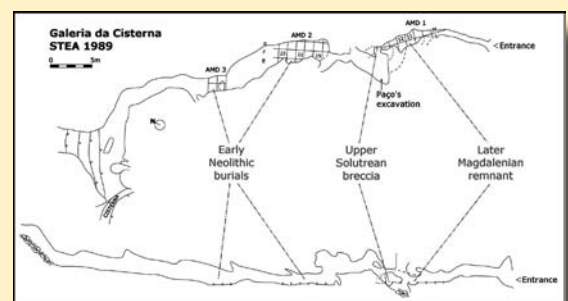 Galeria da Cisterna
STEA 1989
0 5m
AMD 1
AMD 2
AMD 3
<Entrance
Paço's
excavation
N
Early
Neolithic
burials
Upper
Solutrean
breccia
Later
Magdalenian
remnant
CISTERNA
<Entrance